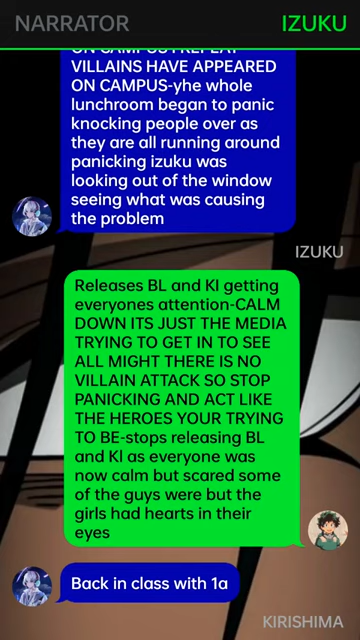 NARRATOR
IZUKU
VILLAINS HAVE APPEARED
ON CAMPUS-yhe whole
lunchroom began to panic
knocking people over as
they are all running around
panicking izuku was
looking out of the window
seeing what was causing
the problem
IZUKU
Releases BL and KI getting
everyones attention-CALM
DOWN ITS JUST THE MEDIA
TRYING TO GET IN TO SEE
ALL MIGHT THERE IS NO
VILLAIN ATTACK SO STOP
PANICKING AND ACT LIKE
THE HEROES YOUR TRYING
TO BE-stops releasing BL
and KI as everyone was
now calm but scared some
of the guys were but the
girls had hearts in their
eyes
Back in class with 1a
KIRISHIMA